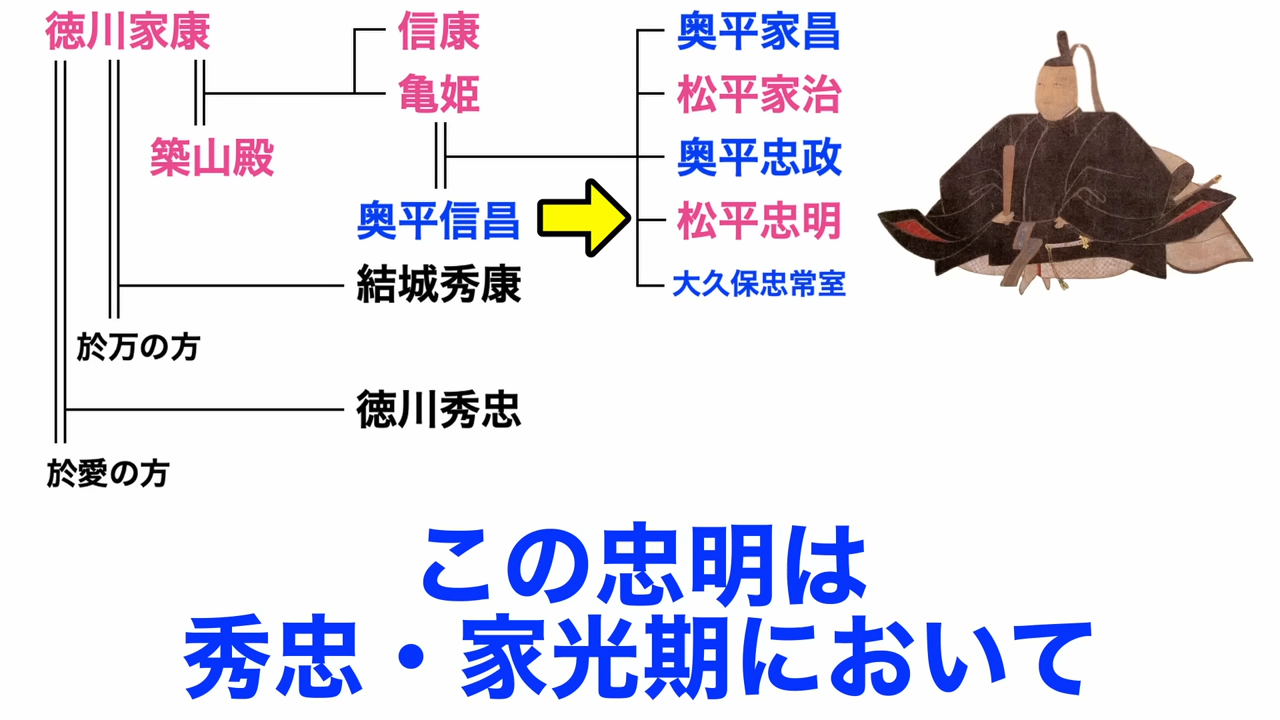 徳川家康
信康
奥平家昌
亀姫
松平家治
築山殿
奥平忠政
奥平信昌
松平忠明
結城秀康
大久保忠常室
於万の方
徳川秀忠
於愛の方
この忠明は
秀忠・家光期において